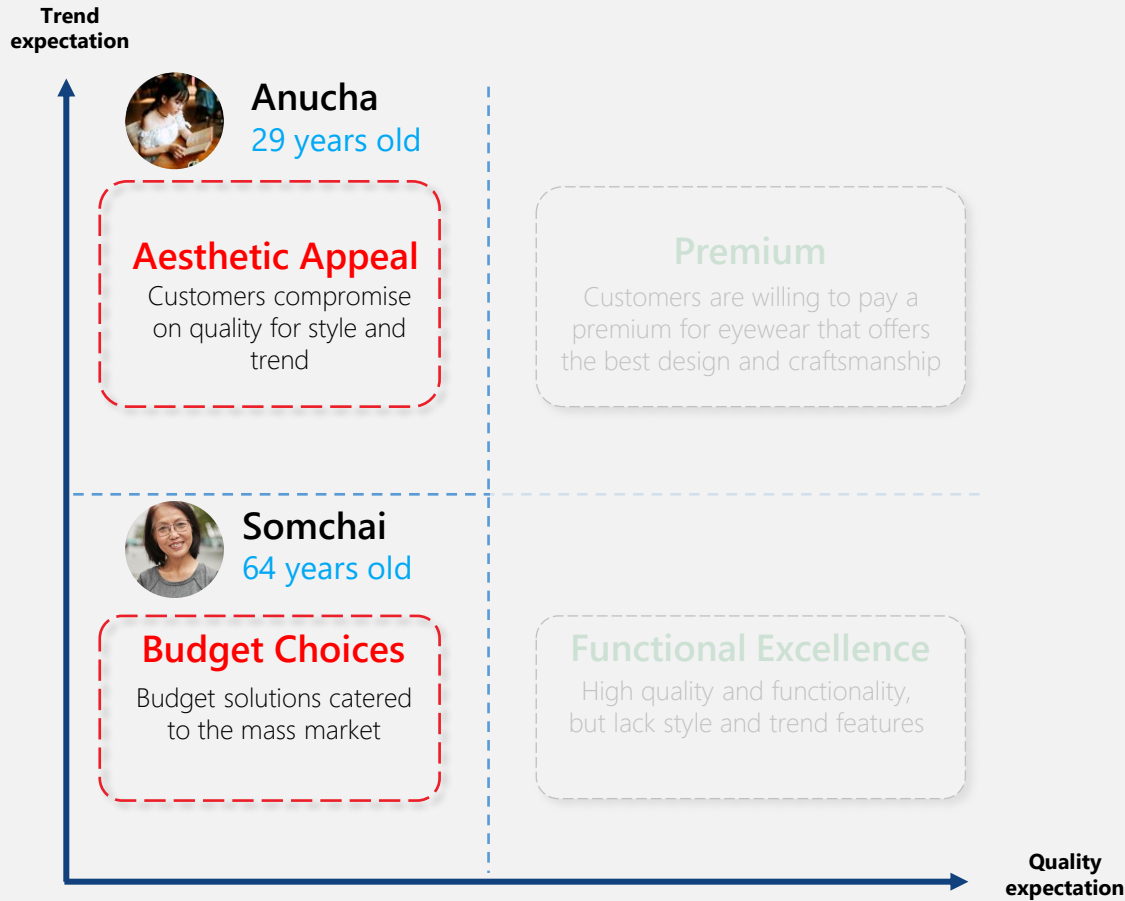 Trend
expectation
Anucha
29 years old
Aesthetic Appeal
Customers compromise
on quality for style and
trend
Premium
Customers are willing to pay a
premium for eyewear that offers
the best design and craftsmanship
Somchai
64 years old
Budget Choices
Budget solutions catered
to the mass market
Functional Excellence
High quality and functionality,
but lack style and trend features
Quality
expectation